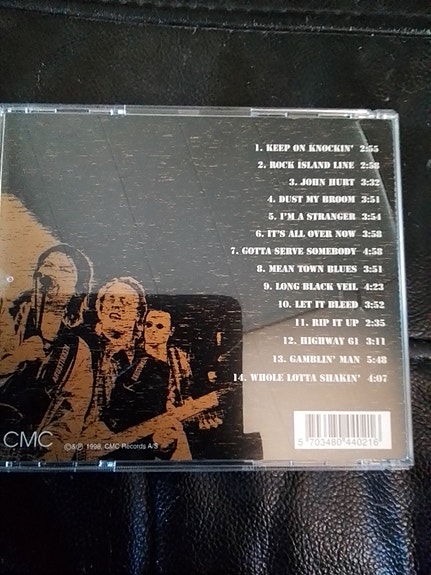 1. KEEP ON KNOCKIN' 2:55
2. ROCK ISLAND LINE 2:58
3. JOHN HURT 3:32
4. DUST MY BROOM 3:51
5. I'M A STRANGER 3:54
6. IT'S ALL OVER NOW 3:58
7. GOTTA SERVE SOMEBODY 4:58
8. MEAN TOWN BLUES 3:51
9. LONG BLACK VEIL 4:23
10. LET IT BLEED 3:52
11. RIP IT UP 2:35
12. HIGHWAY 61 3:11
13. GAMBLIN' MAN 5:48
14. WHOLE LOTTA SHAKIN' 4:07
5 703480 440216
CMC
©&℗ 1998, CMC Records A/S